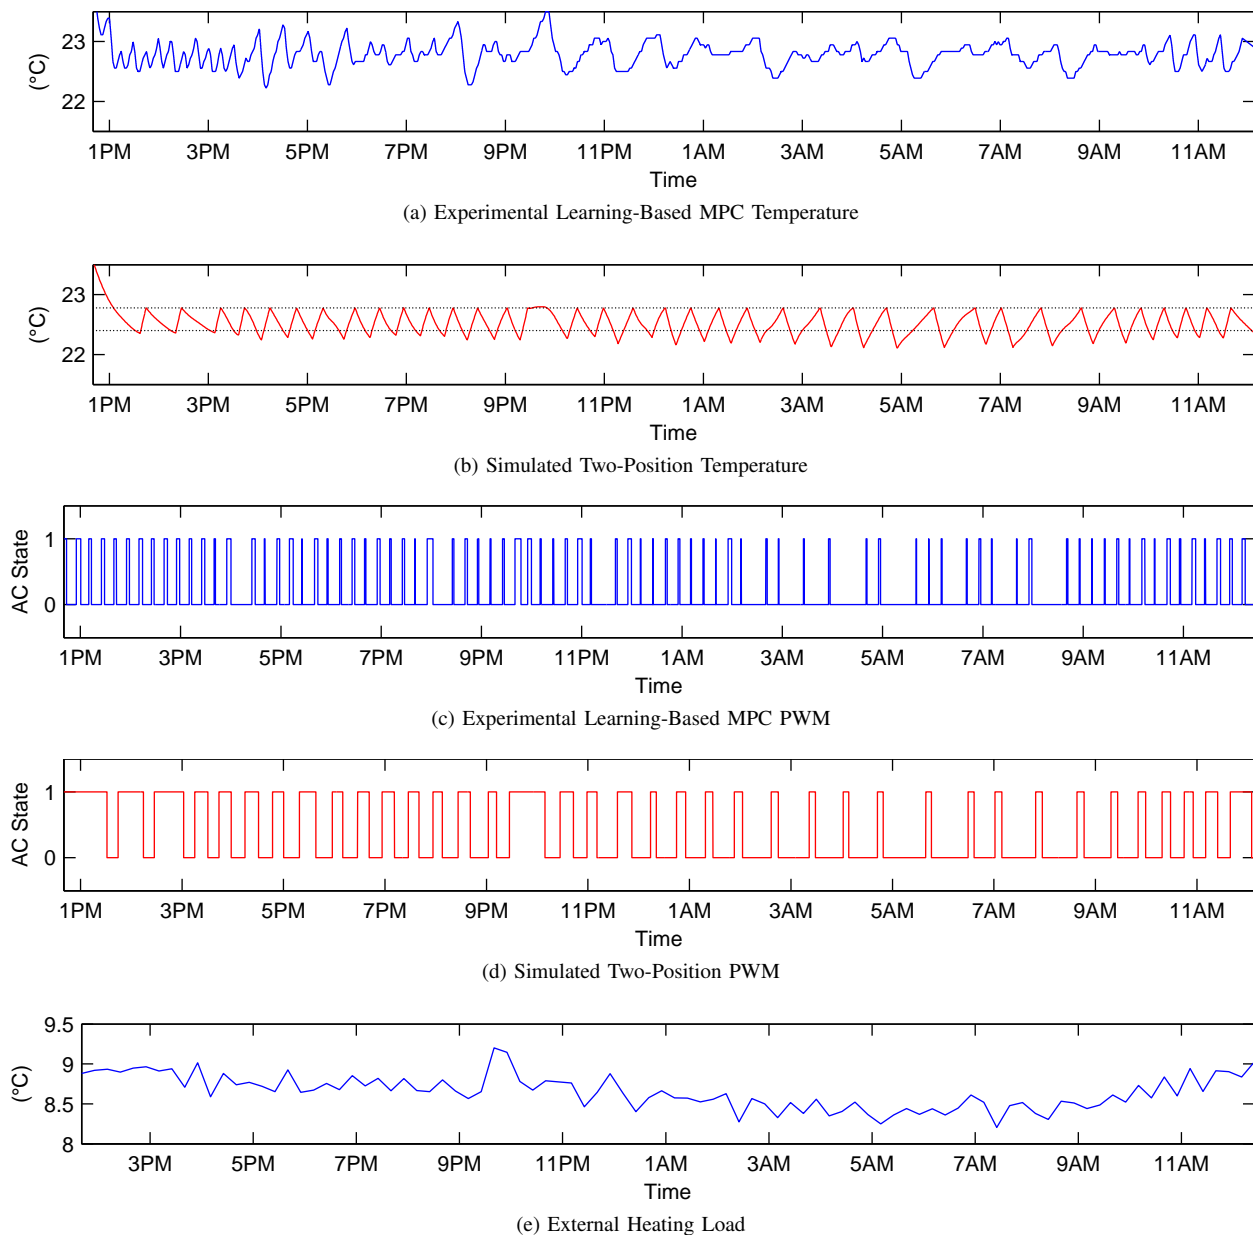 23
22
(°C)
1PM 3PM 5PM 7PM 9PM 11PM 1AM 3AM 5AM 7AM 9AM 11AM
Time
(a) Experimental Learning-Based MPC Temperature
23
22
(°C)
1PM 3PM 5PM 7PM 9PM 11PM 1AM 3AM 5AM 7AM 9AM 11AM
Time
(b) Simulated Two-Position Temperature
1
0
AC State
1PM 3PM 5PM 7PM 9PM 11PM 1AM 3AM 5AM 7AM 9AM 11AM
Time
(c) Experimental Learning-Based MPC PWM
1
0
AC State
1PM 3PM 5PM 7PM 9PM 11PM 1AM 3AM 5AM 7AM 9AM 11AM
Time
(d) Simulated Two-Position PWM
9.5
9
8.5
8
(°C)
3PM 5PM 7PM 9PM 11PM 1AM 3AM 5AM 7AM 9AM 11AM
Time
(e) External Heating Load